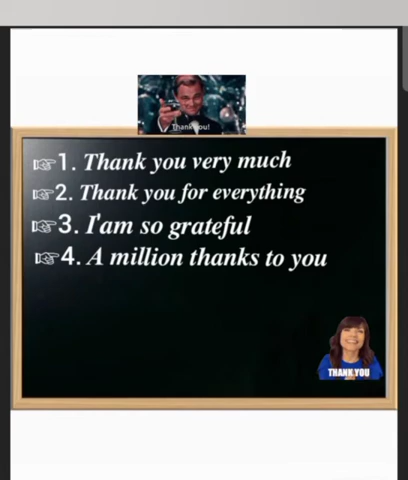 Thank you!
☞1. Thank you very much
☞2. Thank you for everything
☞3. I'am so grateful
☞4. A million thanks to you
THANK YOU